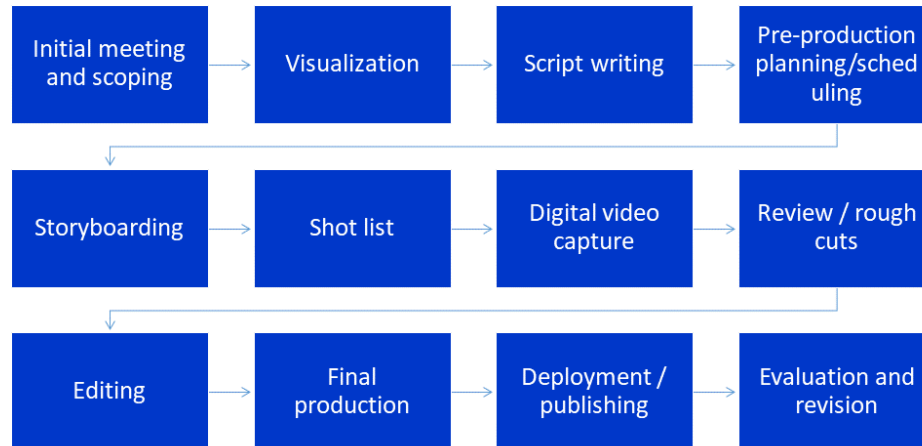 Initial meeting
and scoping
Visualization
Script writing
Pre-production
planning/sched
uling
Storyboarding
Shot list
Digital video
capture
Review / rough
cuts
Editing
Final
production
Deployment /
publishing
Evaluation and
revision